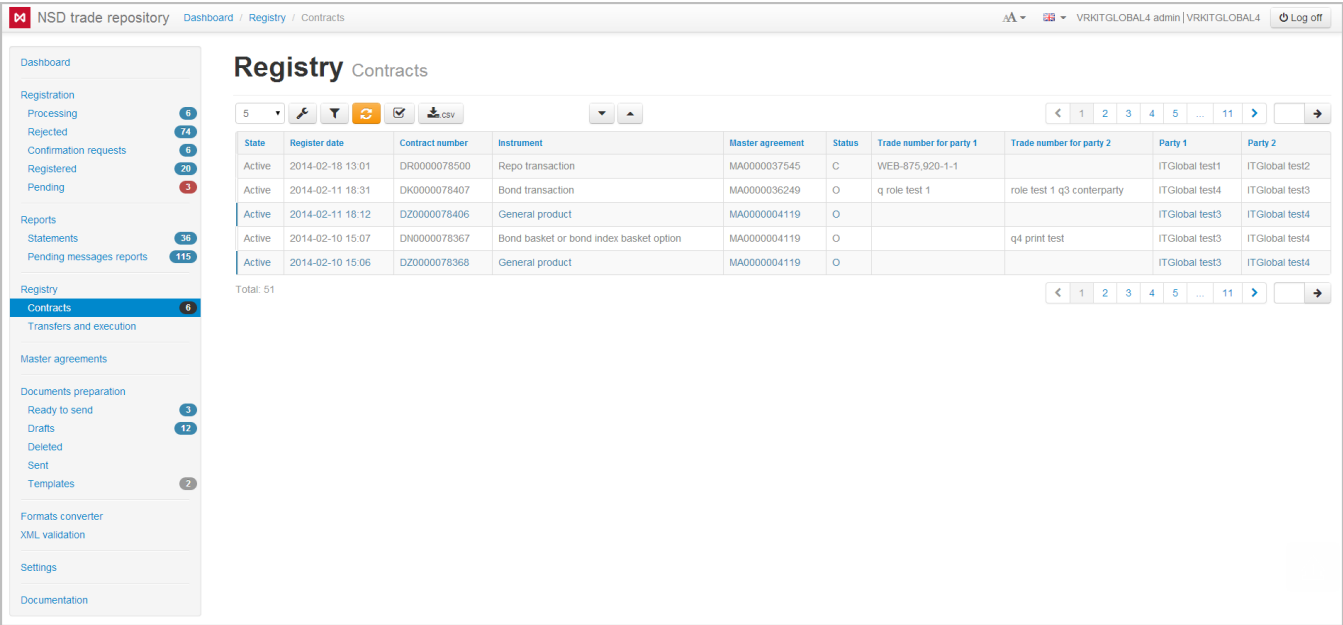 NSD trade repository Dashboard / Registry / Contracts AA VRKITGLOBAL4 admin | VRKITGLOBAL4 Log off
Dashboard
Registration
Processing 6
Rejected 74
Confirmation requests 6
Registered 20
Pending 3
Reports
Statements 36
Pending messages reports 115
Registry
Contracts 6
Transfers and execution
Master agreements
Documents preparation
Ready to send 3
Drafts 12
Deleted
Sent
Templates 2
Formats converter
XML validation
Settings
Documentation
Registry Contracts
5 .csv 1 2 3 4 5 ... 11
State Register date Contract number Instrument Master agreement Status Trade number for party 1 Trade number for party 2 Party 1 Party 2
Active 2014-02-18 13:01 DR0000078500 Repo transaction MA0000037545 C WEB-875,920-1-1 ITGlobal test1 ITGlobal test2
Active 2014-02-11 18:31 DK0000078407 Bond transaction MA0000036249 O q role test 1 role test 1 q3 conterparty ITGlobal test4 ITGlobal test3
Active 2014-02-11 18:12 DZ0000078406 General product MA0000004119 O ITGlobal test3 ITGlobal test4
Active 2014-02-10 15:07 DN0000078367 Bond basket or bond index basket option MA0000004119 O q4 print test ITGlobal test3 ITGlobal test4
Active 2014-02-10 15:06 DZ0000078368 General product MA0000004119 O ITGlobal test3 ITGlobal test4
Total: 51 1 2 3 4 5 ... 11